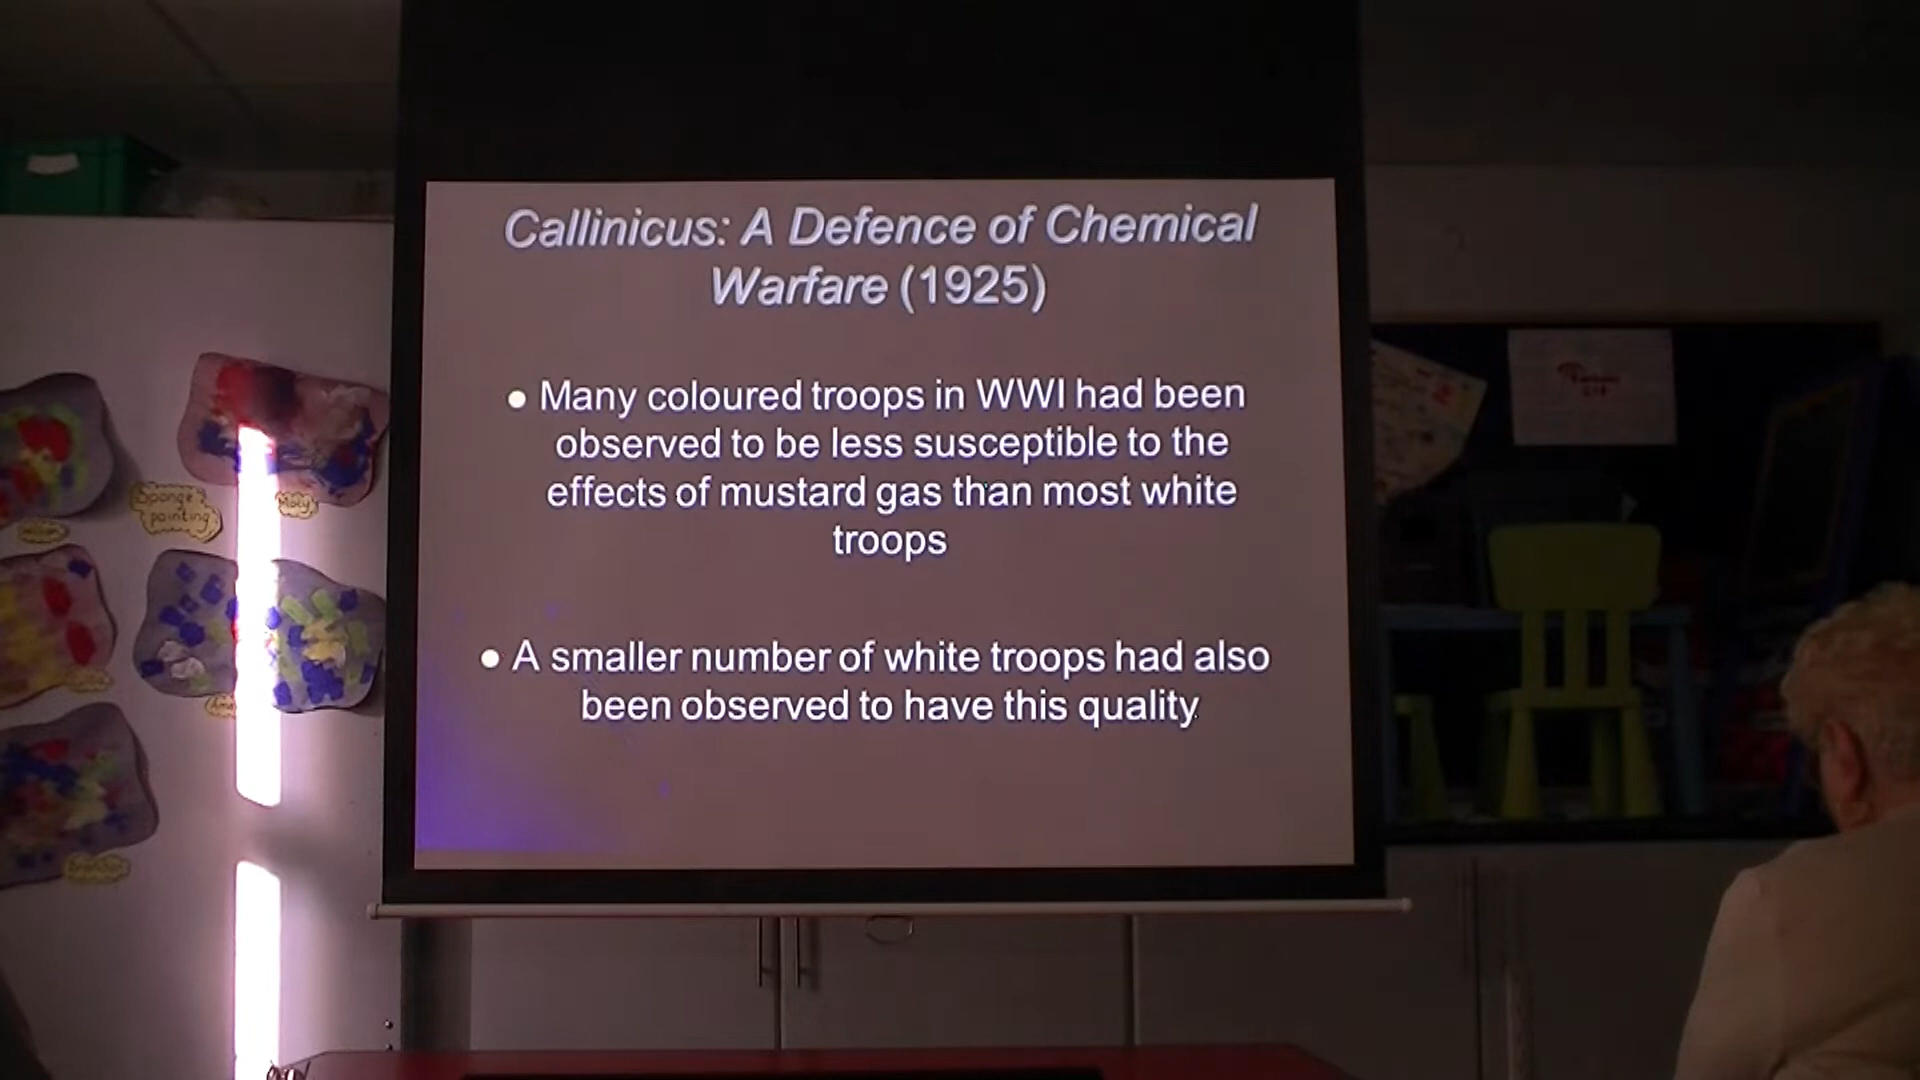 Callinicus: A Defence of Chemical
Warfare (1925)
● Many coloured troops in WWI had been
observed to be less susceptible to the
effects of mustard gas than most white
troops
● A smaller number of white troops had also
been observed to have this quality.
Sponge
painting